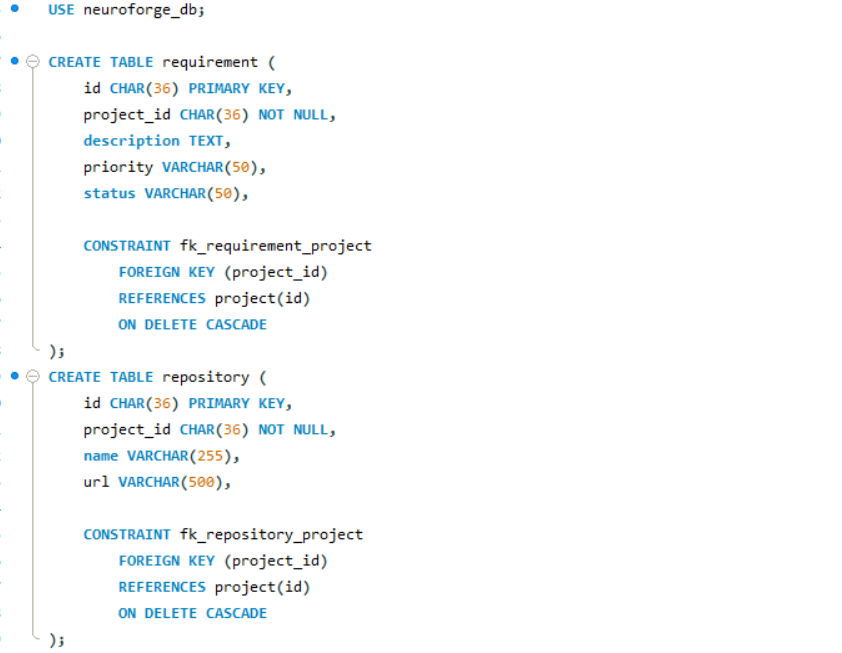 USE neuroforge_db;
CREATE TABLE requirement (
id CHAR(36) PRIMARY KEY,
project_id CHAR(36) NOT NULL,
description TEXT,
priority VARCHAR(50),
status VARCHAR(50),
CONSTRAINT fk_requirement_project
FOREIGN KEY (project_id)
REFERENCES project(id)
ON DELETE CASCADE
);
CREATE TABLE repository (
id CHAR(36) PRIMARY KEY,
project_id CHAR(36) NOT NULL,
name VARCHAR(255),
url VARCHAR(500),
CONSTRAINT fk_repository_project
FOREIGN KEY (project_id)
REFERENCES project(id)
ON DELETE CASCADE
);